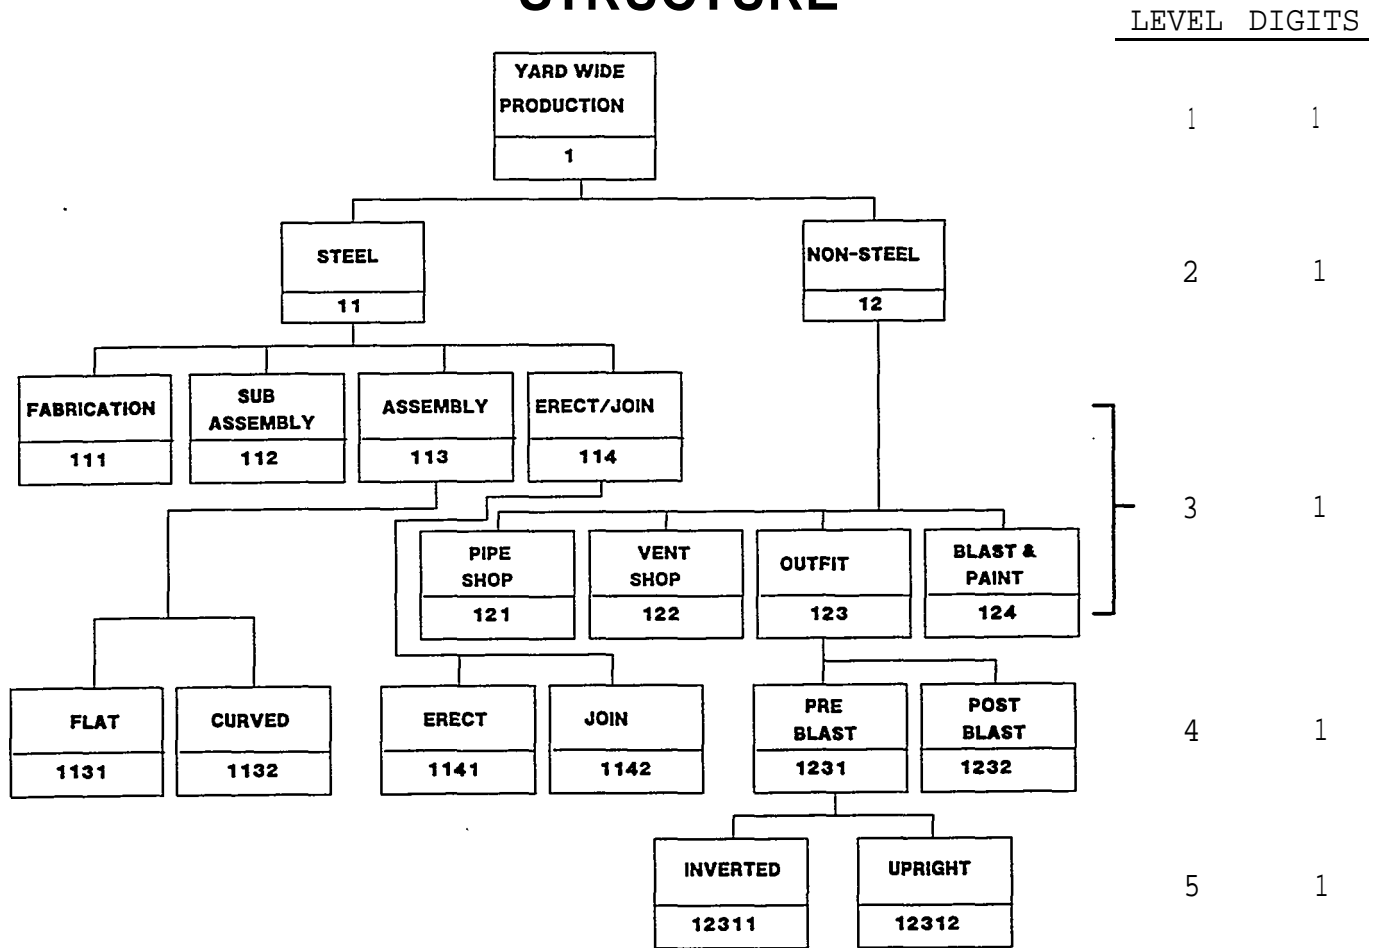 STRUCTURE
LEVEL DIGITS
YARD WIDE
PRODUCTION
1
1 1
STEEL
11
NON-STEEL
12
2 1
FABRICATION
111
SUB
ASSEMBLY
112
ASSEMBLY
113
ERECT/JOIN
114
3 1
PIPE
SHOP
121
VENT
SHOP
122
OUTFIT
123
BLAST &
PAINT
124
FLAT
1131
CURVED
1132
ERECT
1141
JOIN
1142
PRE
BLAST
1231
POST
BLAST
1232
4 1
INVERTED
12311
UPRIGHT
12312
5 1